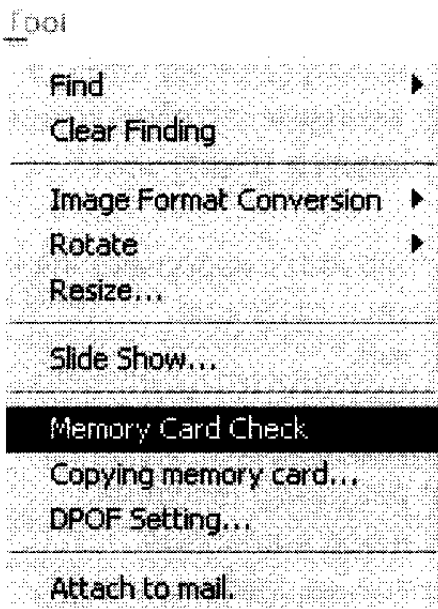 Tool
Find
Clear Finding
Image Format Conversion
Rotate
Resize...
Slide Show...
Memory Card Check
Copying memory card...
DPOF Setting...
Attach to mail.